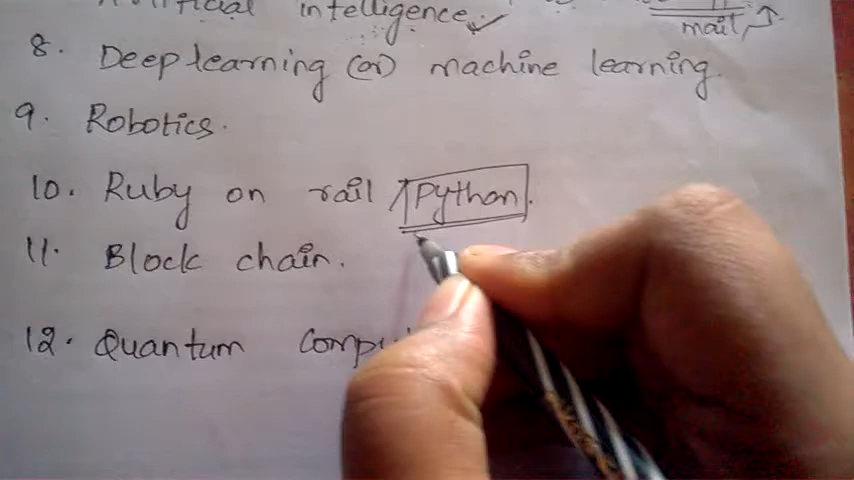 intelligence.
mail
8. Deep learning (or) machine learning.
9. Robotics.
10. Ruby on rail / Python.
11. Block chain.
12. Quantum